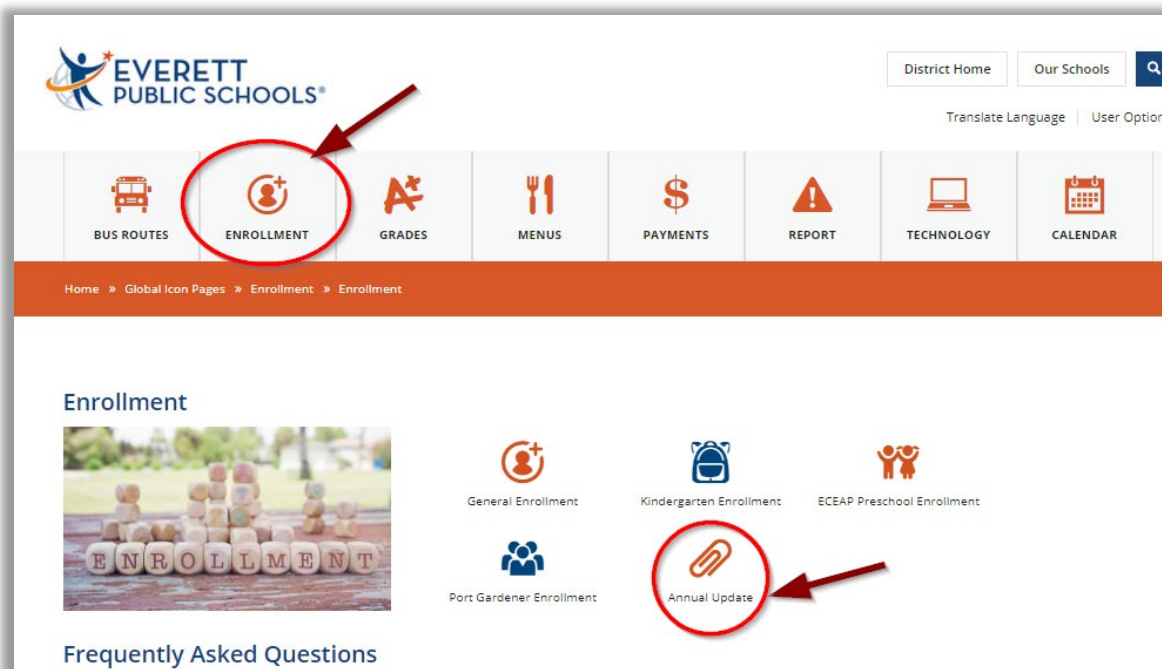 EVERETT
PUBLIC SCHOOLS®
District Home
Our Schools
Translate Language
User Option
BUS ROUTES
ENROLLMENT
GRADES
MENUS
PAYMENTS
REPORT
TECHNOLOGY
CALENDAR
Home » Global Icon Pages » Enrollment » Enrollment
Enrollment
ENROLLMENT
General Enrollment
Kindergarten Enrollment
ECEAP Preschool Enrollment
Port Gardener Enrollment
Annual Update
Frequently Asked Questions